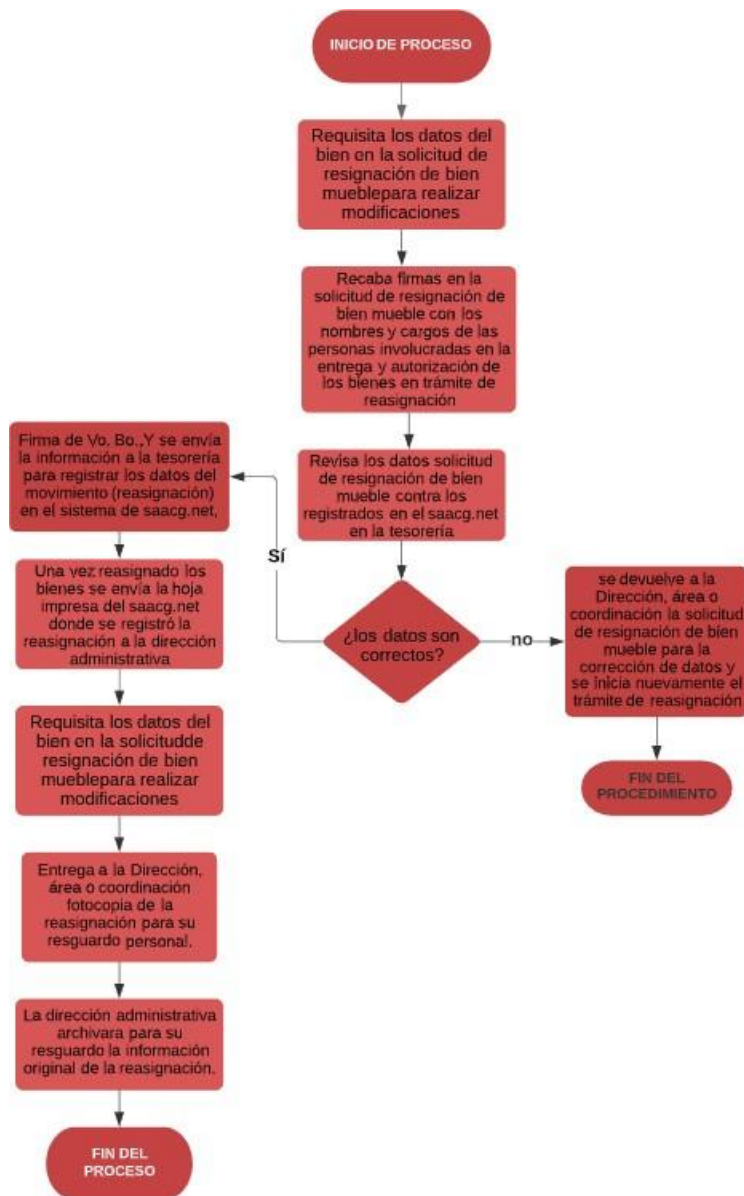 INICIO DE PROCESO
Requisita los datos del
bien en la solicitud de
resignación de bien
mueblepara realizar
modificaciones
Recaba firmas en la
solicitud de resignación de
bien mueble con los
nombres y cargos de las
personas involucradas en la
entrega y autorización de
los bienes en trámite de
reasignación
Revisa los datos solicitud
de resignación de bien
mueble contra los
registrados en el saacg.net
en la tesorería
¿los datos son
correctos?
Sí
no
Firma de Vo. Bo.,Y se envía
la información a la tesorería
para registrar los datos del
movimiento (reasignación)
en el sistema de saacg.net,
Una vez reasignado los
bienes se envía la hoja
impresa del saacg.net
donde se registró la
reasignación a la dirección
administrativa
Requisita los datos del
bien en la solicitudde
resignación de bien
mueblepara realizar
modificaciones
Entrega a la Dirección,
área o coordinación
fotocopia de la
reasignación para su
resguardo personal.
La dirección administrativa
archivara para su
resguardo la información
original de la reasignación.
FIN DEL
PROCESO
se devuelve a la
Dirección, área o
coordinación la solicitud
de resignación de bien
mueble para la
corrección de datos y
se inicia nuevamente el
trámite de reasignación
FIN DEL
PROCEDIMIENTO